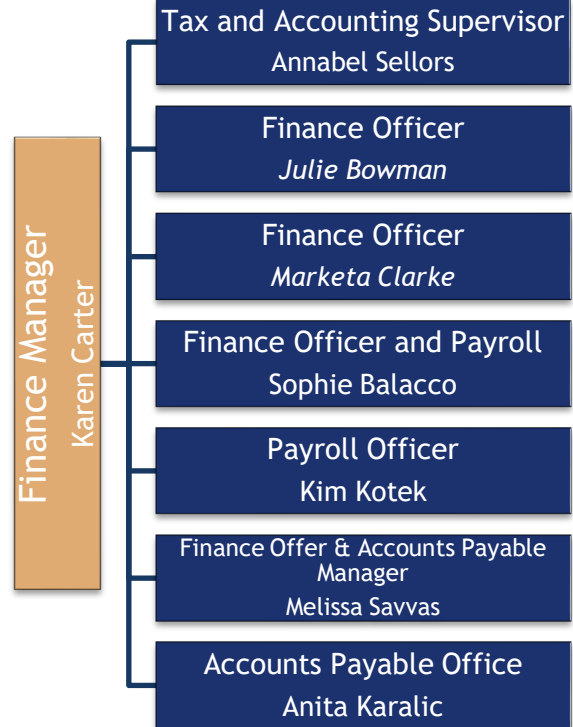 Finance Manager
Karen Carter
Tax and Accounting Supervisor
Annabel Sellors
Finance Officer
Julie Bowman
Finance Officer
Marketa Clarke
Finance Officer and Payroll
Sophie Balacco
Payroll Officer
Kim Kotek
Finance Offer & Accounts Payable
Manager
Melissa Savvas
Accounts Payable Office
Anita Karalic